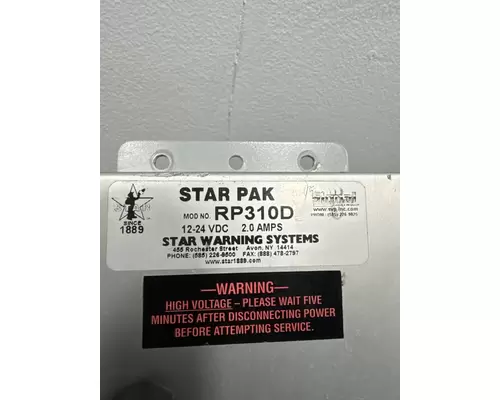 STAR PAK
MOD NO. RP310D
12-24 VDC 2.0 AMPS
STAR WARNING SYSTEMS
455 Rochester Street Avon, NY 14414
PHONE: (585) 226-9500 FAX: (888) 478-2797
www.star1889.com
SINCE
1889
—WARNING—
HIGH VOLTAGE – PLEASE WAIT FIVE
MINUTES AFTER DISCONNECTING POWER
BEFORE ATTEMPTING SERVICE.